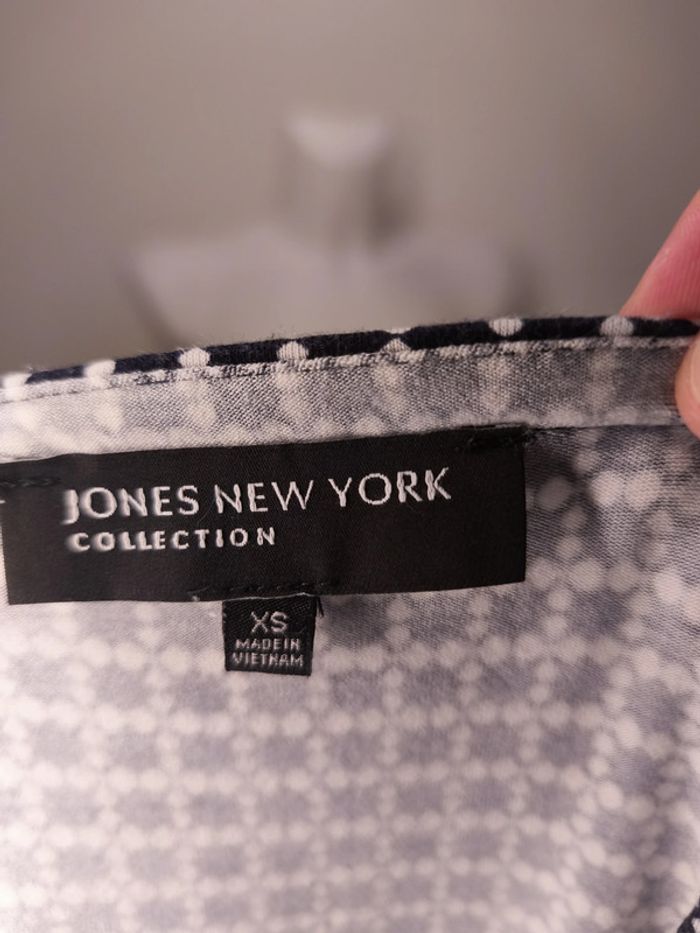 JONES NEW YORK
COLLECTION
XS
MADE IN
VIETNAM